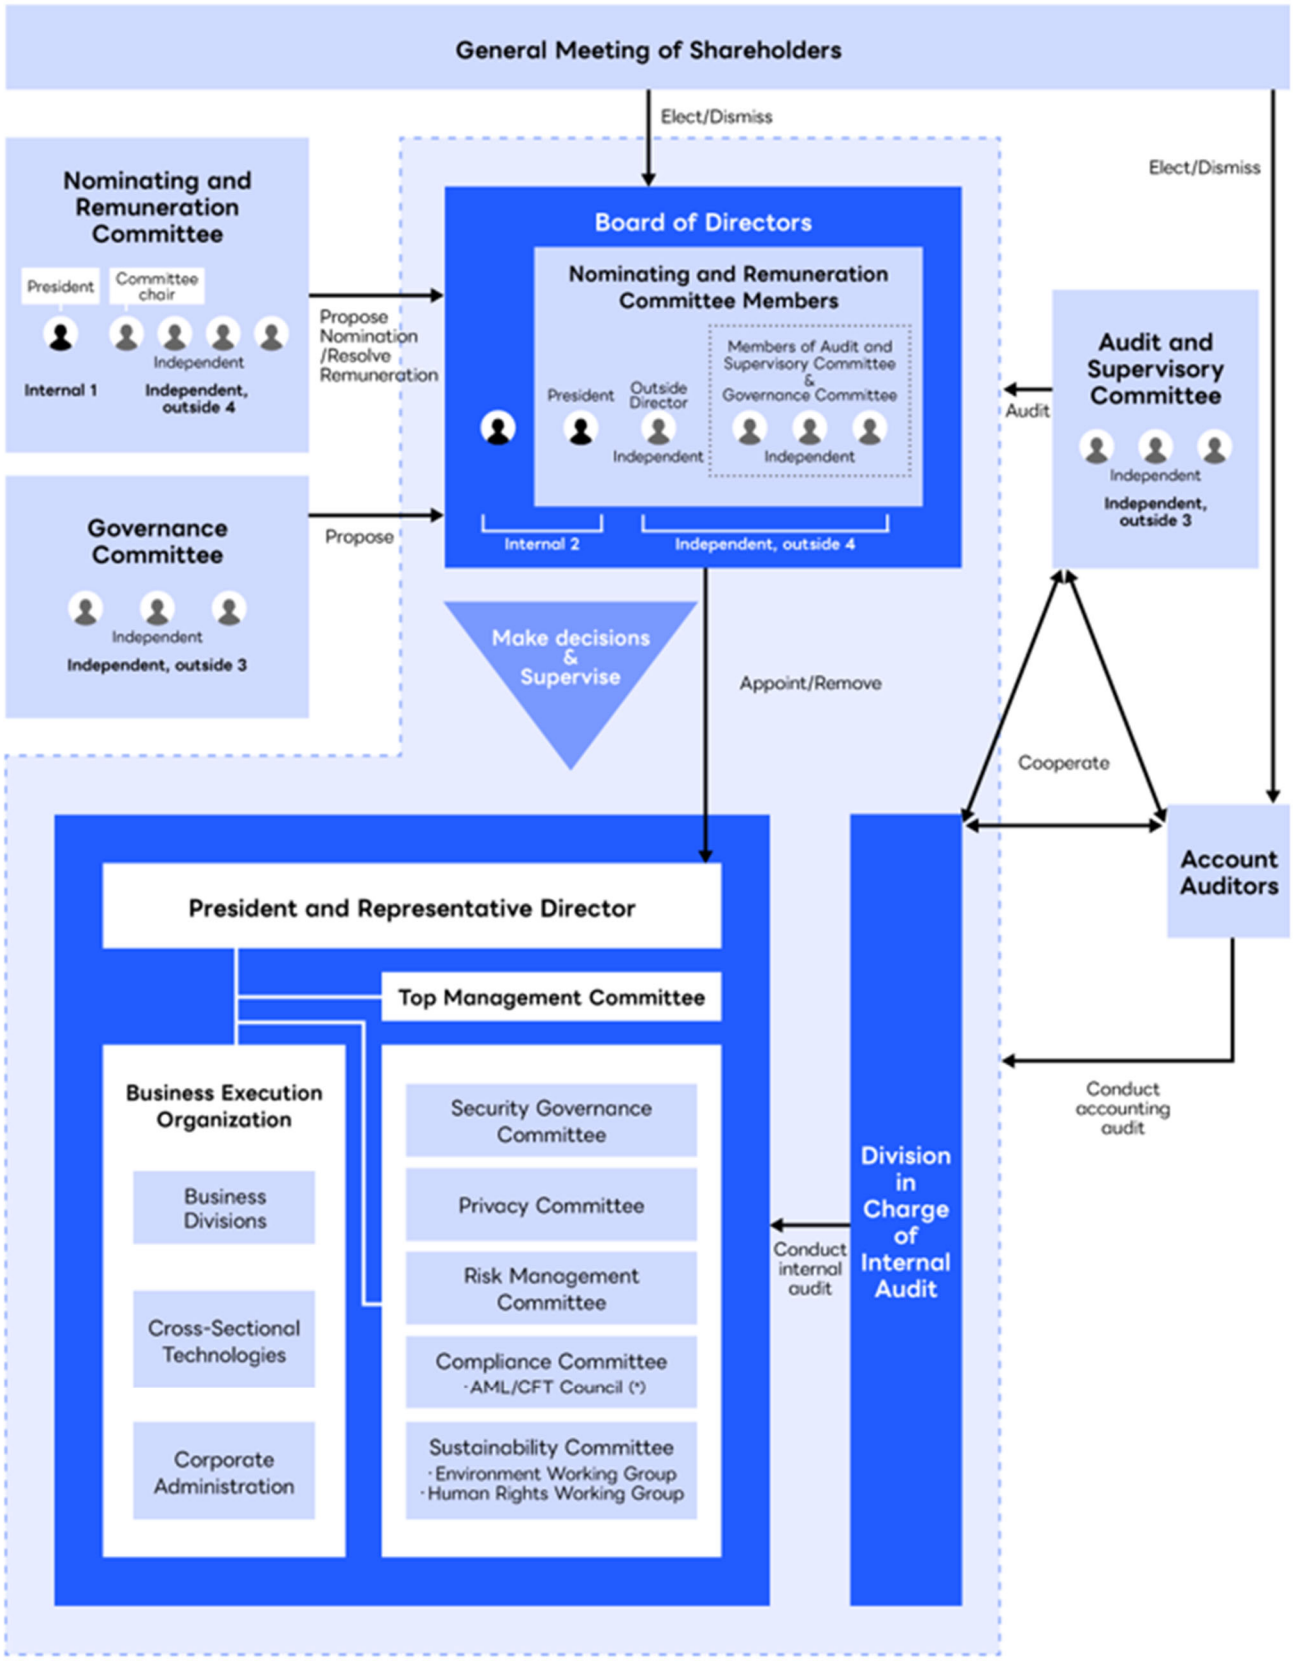 General Meeting of Shareholders
Elect/Dismiss
Elect/Dismiss
Nominating and
Remuneration
Committee
President
Committee
chair
Independent
Internal 1
Independent,
outside 4
Propose
Nomination
/Resolve
Remuneration
Governance
Committee
Independent
Independent, outside 3
Propose
Board of Directors
Nominating and Remuneration
Committee Members
Members of Audit and
Supervisory Committee
&
Governance Committee
President
Outside
Director
Independent
Independent
Internal 2
Independent, outside 4
Audit
Audit and
Supervisory
Committee
Independent
Independent,
outside 3
Make decisions
&
Supervise
Appoint/Remove
Cooperate
Account
Auditors
Conduct
accounting
audit
President and Representative Director
Top Management Committee
Business Execution
Organization
Business
Divisions
Cross-Sectional
Technologies
Corporate
Administration
Security Governance
Committee
Privacy Committee
Risk Management
Committee
Compliance Committee
・AML/CFT Council (*)
Sustainability Committee
・Environment Working Group
・Human Rights Working Group
Conduct
internal
audit
Division
in
Charge
of
Internal
Audit